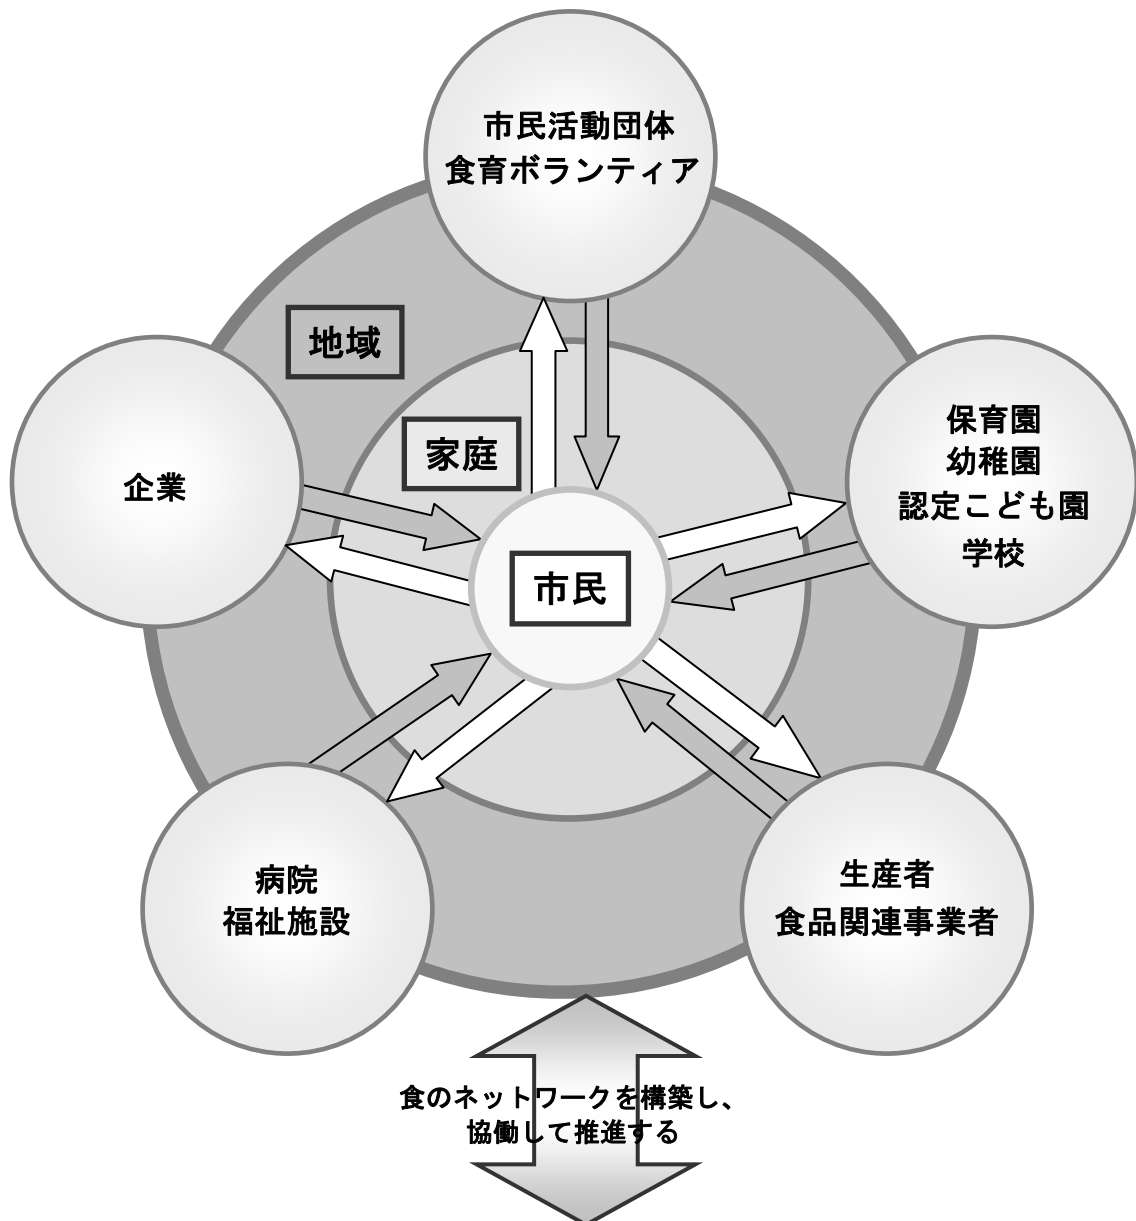 市民活動団体
食育ボランティア
地域
家庭
企業
保育園
幼稚園
認定こども園
学校
市民
病院
福祉施設
生産者
食品関連事業者
食のネットワークを構築し、
協働して推進する